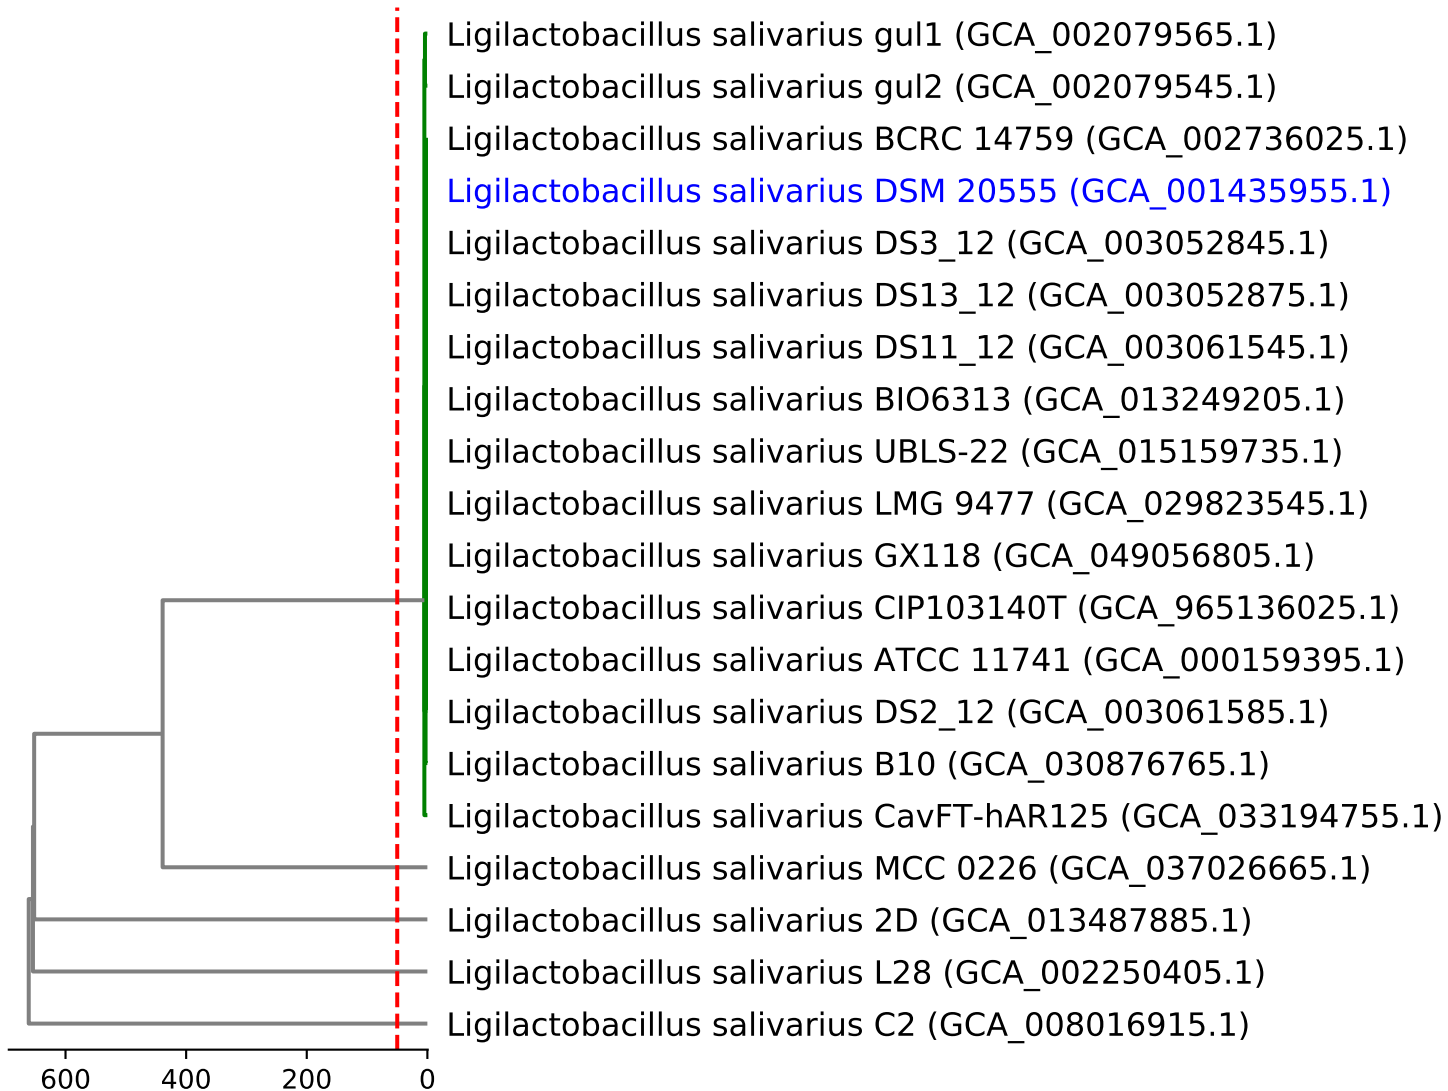 Ligilactobacillus salivarius gul1 (GCA_002079565.1)
Ligilactobacillus salivarius gul2 (GCA_002079545.1)
Ligilactobacillus salivarius BCRC 14759 (GCA_002736025.1)
Ligilactobacillus salivarius DSM 20555 (GCA_001435955.1)
Ligilactobacillus salivarius DS3_12 (GCA_003052845.1)
Ligilactobacillus salivarius DS13_12 (GCA_003052875.1)
Ligilactobacillus salivarius DS11_12 (GCA_003061545.1)
Ligilactobacillus salivarius BIO6313 (GCA_013249205.1)
Ligilactobacillus salivarius UBLS-22 (GCA_015159735.1)
Ligilactobacillus salivarius LMG 9477 (GCA_029823545.1)
Ligilactobacillus salivarius GX118 (GCA_049056805.1)
Ligilactobacillus salivarius CIP103140T (GCA_965136025.1)
Ligilactobacillus salivarius ATCC 11741 (GCA_000159395.1)
Ligilactobacillus salivarius DS2_12 (GCA_003061585.1)
Ligilactobacillus salivarius B10 (GCA_030876765.1)
Ligilactobacillus salivarius CavFT-hAR125 (GCA_033194755.1)
Ligilactobacillus salivarius MCC 0226 (GCA_037026665.1)
Ligilactobacillus salivarius 2D (GCA_013487885.1)
Ligilactobacillus salivarius L28 (GCA_002250405.1)
Ligilactobacillus salivarius C2 (GCA_008016915.1)
600 400 200 0